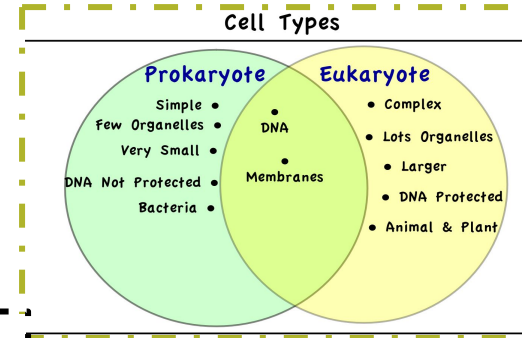 Cell Types
Prokaryote
Eukaryote
Simple
Few Organelles
Very Small
DNA Not Protected
Bacteria
DNA
Membranes
Complex
Lots Organelles
Larger
DNA Protected
Animal & Plant